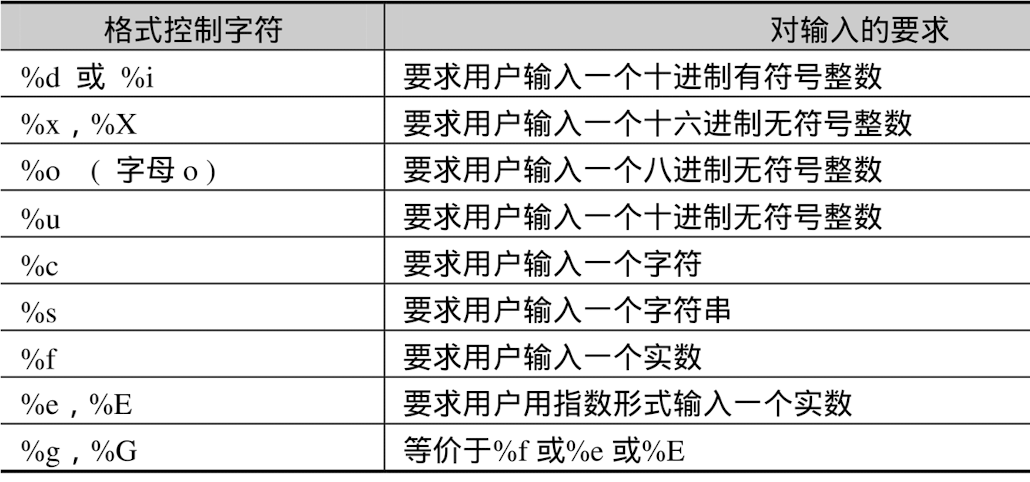 格式控制字符 对输入的要求
%d 或 %i 要求用户输入一个十进制有符号整数
%x,%X 要求用户输入一个十六进制无符号整数
%o (字母o) 要求用户输入一个八进制无符号整数
%u 要求用户输入一个十进制无符号整数
%c 要求用户输入一个字符
%s 要求用户输入一个字符串
%f 要求用户输入一个实数
%e,%E 要求用户用指数形式输入一个实数
%g,%G 等价于%f 或%e 或%E